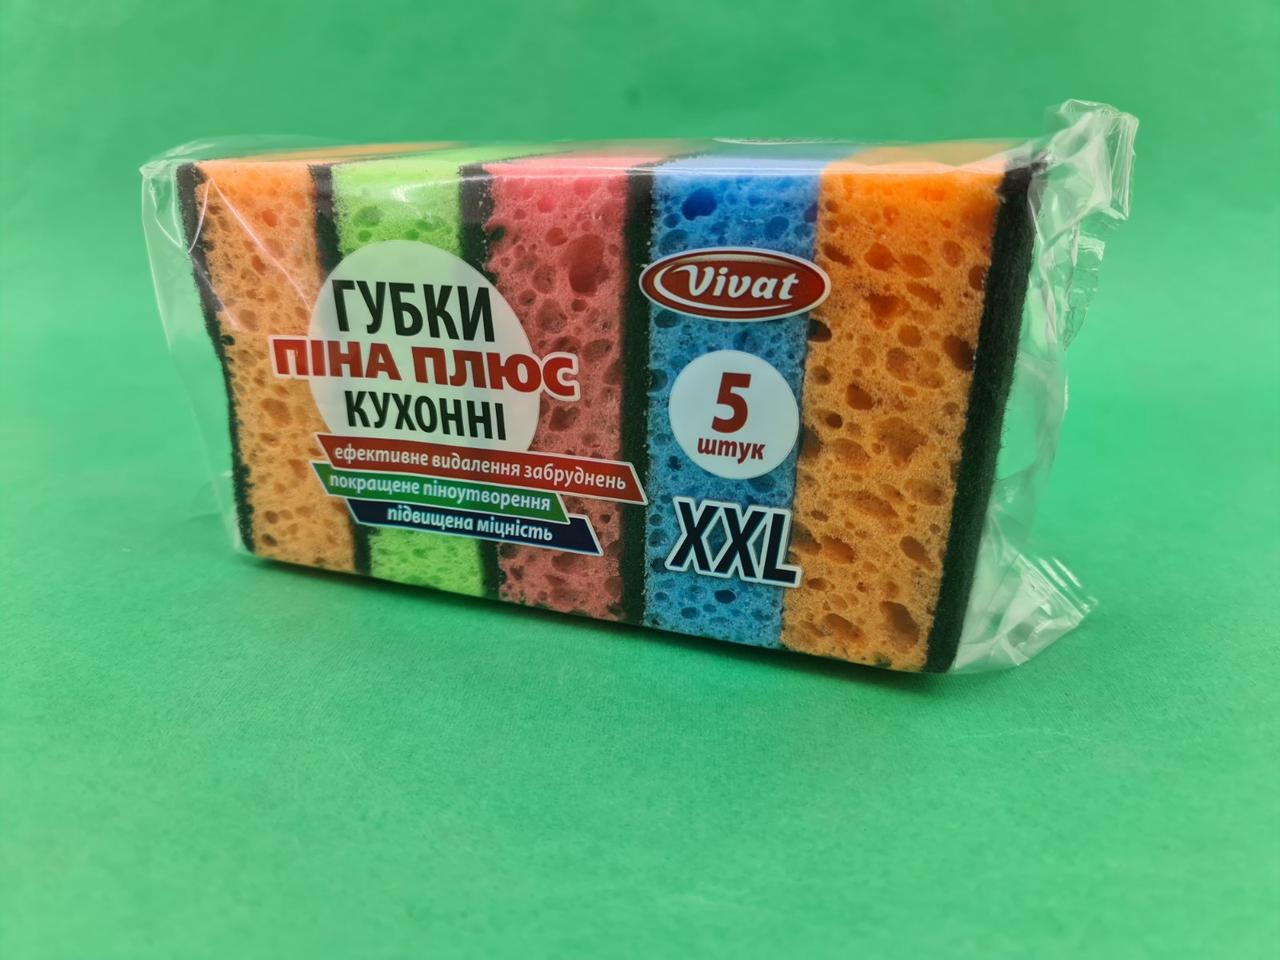 ГУБКИ
ПІНА ПЛЮС
КУХОННІ
ефективне видалення забруднень
покращене піноутворення
підвищена міцність
Vivat
5
штук
XXL